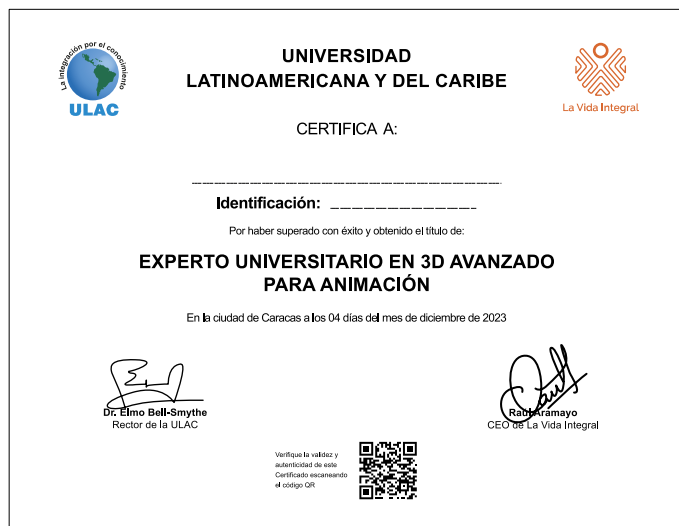 La integración por el conocimiento
ULAC
UNIVERSIDAD
LATINOAMERICANA Y DEL CARIBE
La Vida Integral
CERTIFICA A:
Identificación:
Por haber superado con éxito y obtenido el título de:
EXPERTO UNIVERSITARIO EN 3D AVANZADO
PARA ANIMACIÓN
En la ciudad de Caracas a los 04 días del mes de diciembre de 2023
Dr. Elmo Bell-Smythe
Rector de la ULAC
Raúl Aramayo
CEO de La Vida Integral
Verifique la validez y
autenticidad de este
Certificado escaneando
el código QR